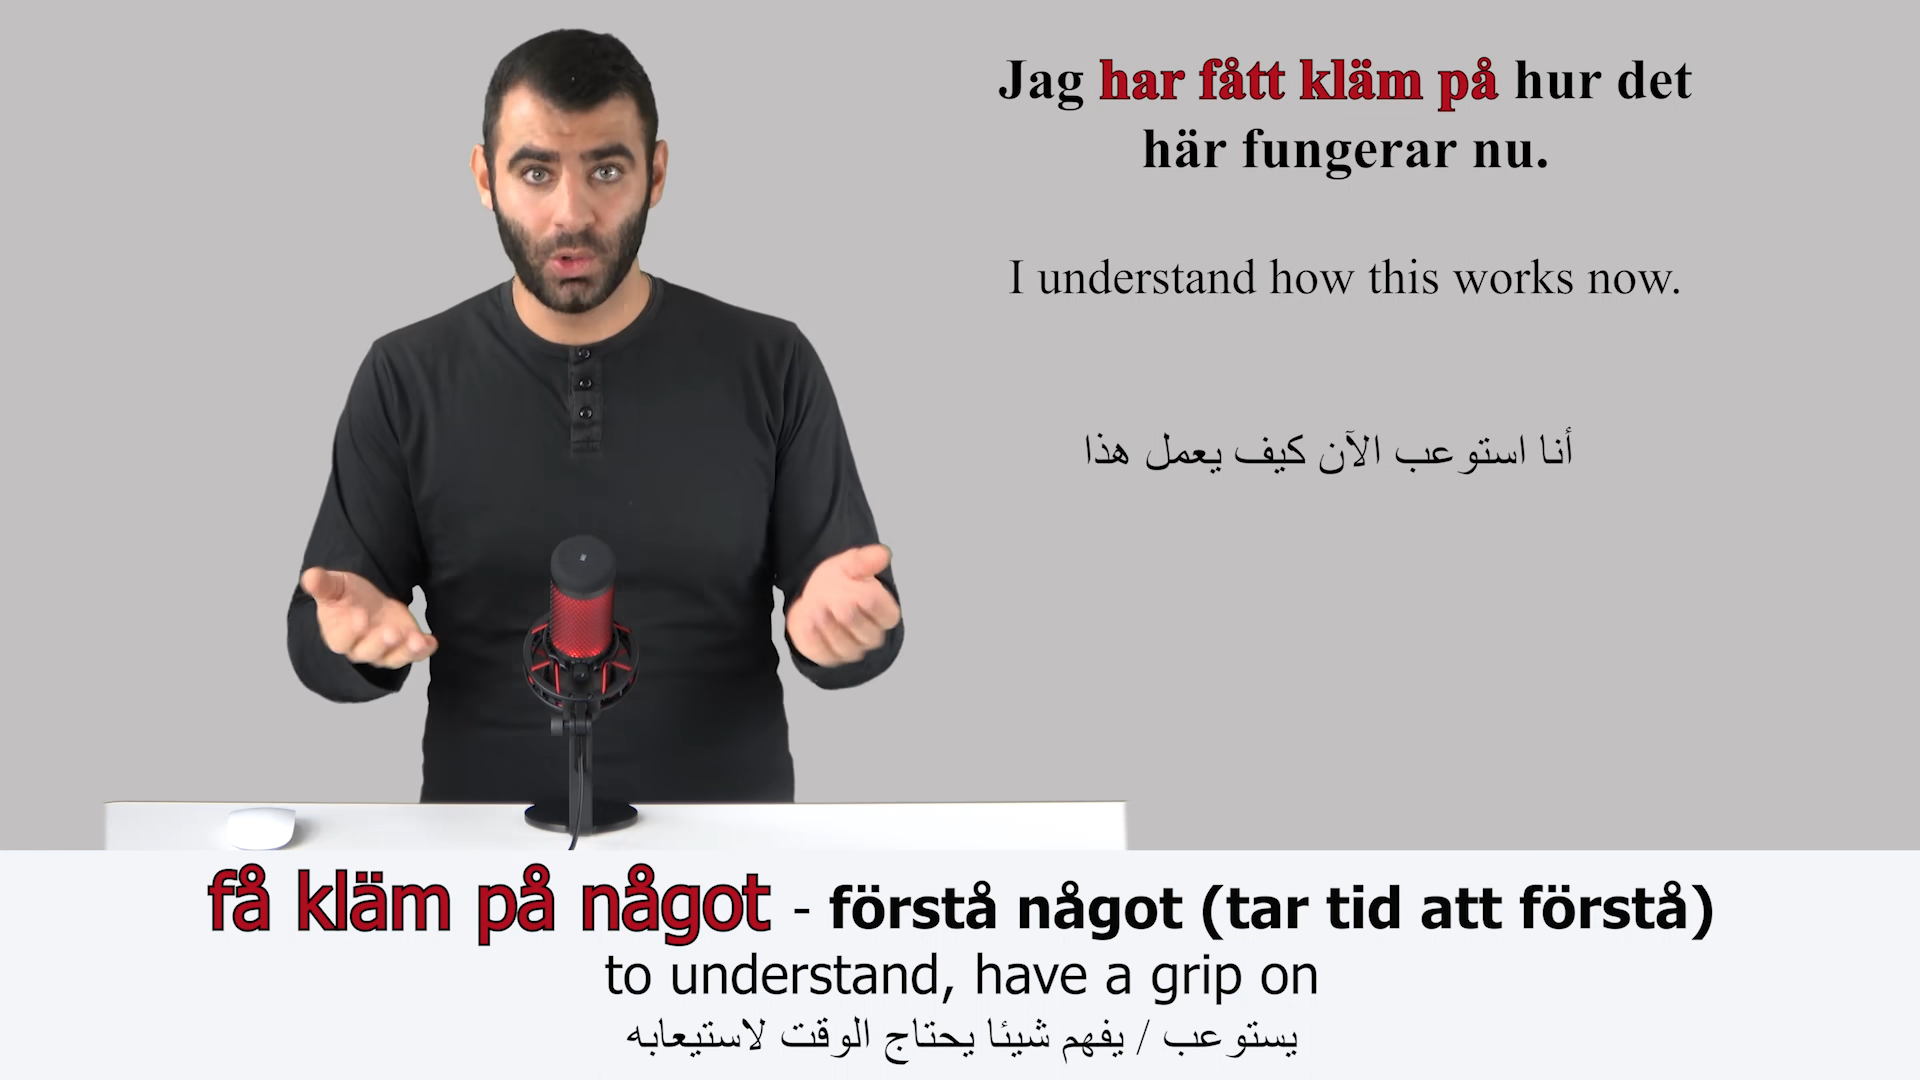 Jag har fått kläm på hur det
här fungerar nu.
I understand how this works now.
أنا استوعب الآن كيف يعمل هذا
få kläm på något - förstå något (tar tid att förstå)
to understand, have a grip on
يستوعب / يفهم شيئا يحتاج الوقت لاستيعابه